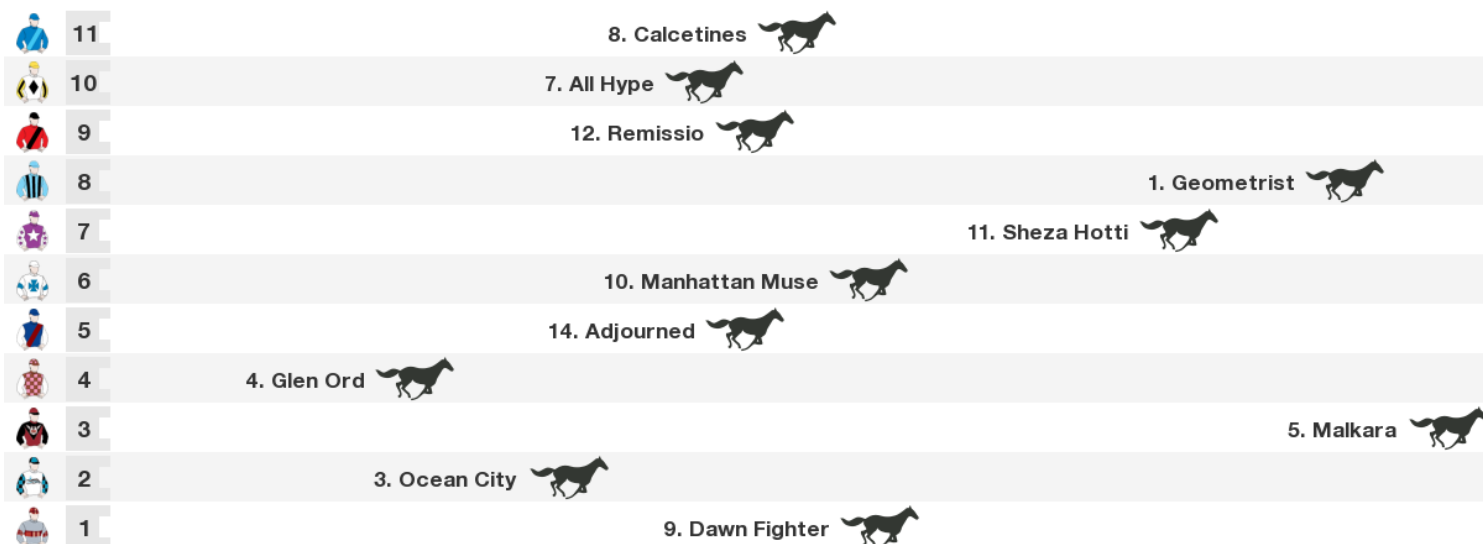 11 8. Calcetines
10 7. All Hype
9 12. Remissio
8 1. Geometrist
7 11. Sheza Hotti
6 10. Manhattan Muse
5 14. Adjourned
4 4. Glen Ord
3 5. Malkara
2 3. Ocean City
1 9. Dawn Fighter